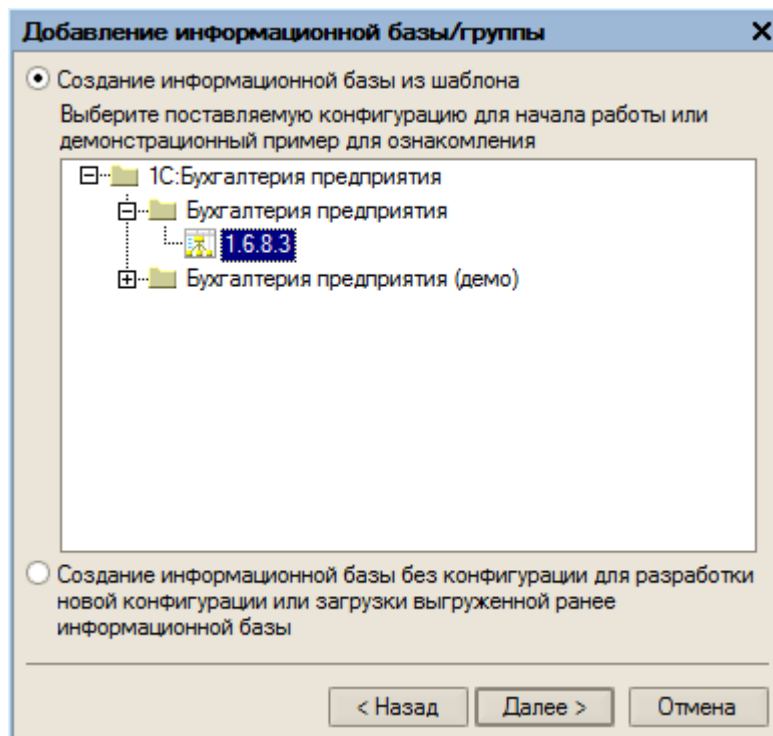 Добавление информационной базы/группы
Создание информационной базы из шаблона
Выберите поставляемую конфигурацию для начала работы или
демонстрационный пример для ознакомления
1С:Бухгалтерия предприятия
Бухгалтерия предприятия
1.6.8.3
Бухгалтерия предприятия (демо)
Создание информационной базы без конфигурации для разработки
новой конфигурации или загрузки выгруженной ранее
информационной базы
< Назад Далее > Отмена